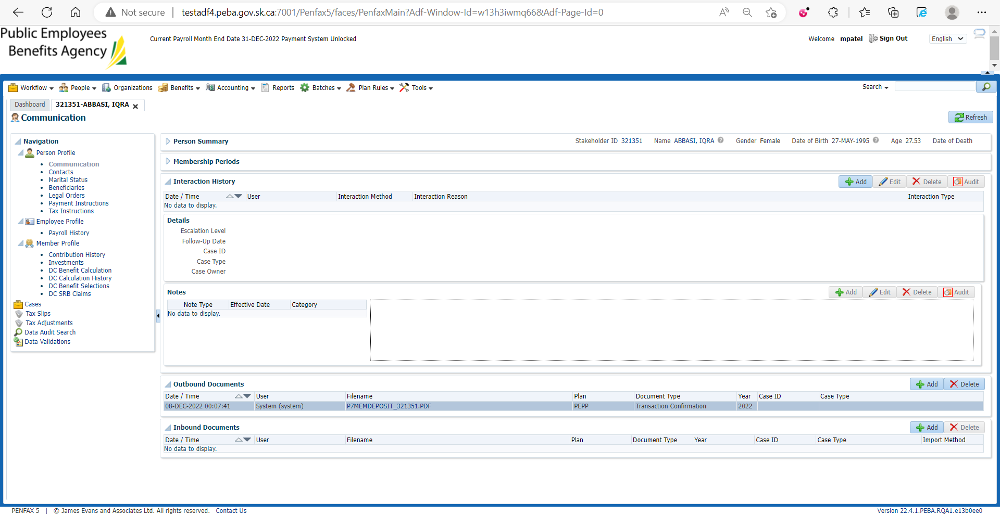 Not secure | testadf4.peba.gov.sk.ca:7001/Penfax5/faces/PenfaxMain?Adf-Window-Id=w13h3iwmq66&Adf-Page-Id=0
Public Employees
Benefits Agency
Current Payroll Month End Date 31-DEC-2022 Payment System Unlocked
Welcome mpatel Sign Out English
Workflow People Organizations Benefits Accounting Reports Batches Plan Rules Tools Search
Dashboard 321351-ABBASI, IQRA
Communication Refresh
Navigation
Person Profile
Communication
Contacts
Marital Status
Beneficiaries
Legal Orders
Payment Instructions
Tax Instructions
Employee Profile
Payroll History
Member Profile
Contribution History
Investments
DC Benefit Calculation
DC Calculation History
DC Benefit Selections
DC SRB Claims
Cases
Tax Slips
Tax Adjustments
Data Audit Search
Data Validations
Person Summary Stakeholder ID 321351 Name ABBASI, IQRA Gender Female Date of Birth 27-MAY-1995 Age 27.53 Date of Death
Membership Periods
Interaction History Add Edit Delete Audit
Date / Time User Interaction Method Interaction Reason Interaction Type
No data to display.
Details
Escalation Level
Follow-Up Date
Case ID
Case Type
Case Owner
Notes Add Edit Delete Audit
Note Type Effective Date Category
No data to display.
Outbound Documents Add Delete
Date / Time User Filename Plan Document Type Year Case ID Case Type
08-DEC-2022 00:07:41 System (system) P7MEMDEPOSIT_321351.PDF PEPP Transaction Confirmation 2022
Inbound Documents Add Delete
Date / Time User Filename Plan Document Type Year Case ID Case Type Import Method
No data to display.
PENFAX 5 | © James Evans and Associates Ltd. All rights reserved. Contact Us Version 22.4.1.PEBA.RQA1.e13b0ee0